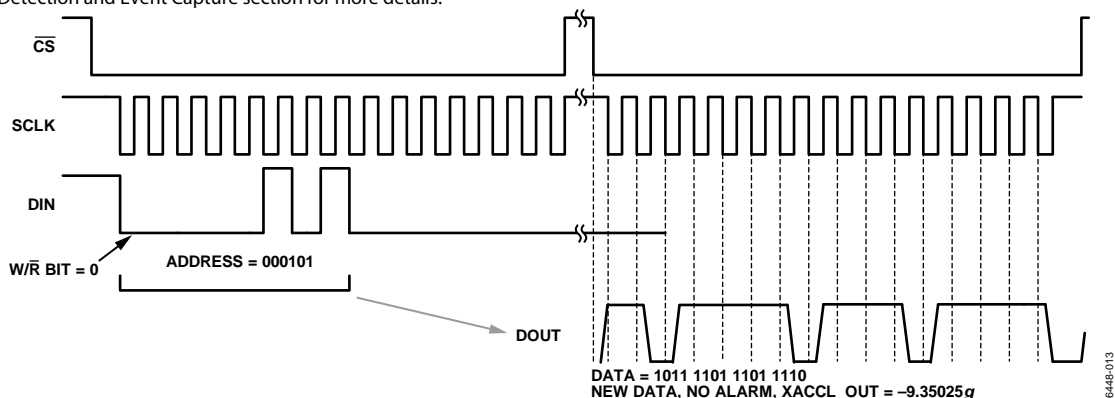 Detection and Event Capture section for more details.
CS
SCLK
DIN
W/R BIT = 0
ADDRESS = 000101
DOUT
DATA = 1011 1101 1101 1110
NEW DATA, NO ALARM, XACCL_OUT = –9.35025g
6448-013